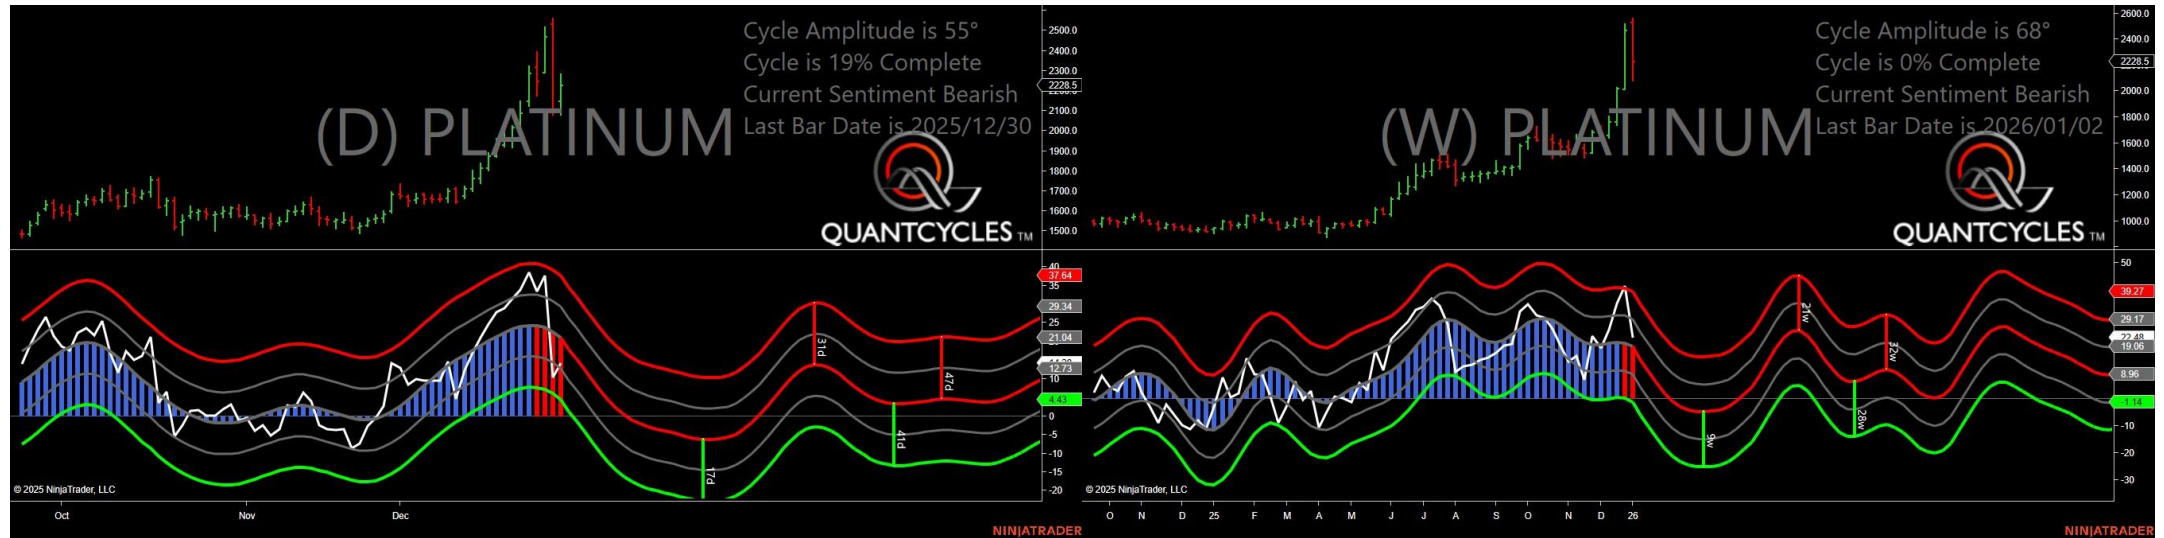 Cycle Amplitude is 55°
Cycle is 19% Complete
Current Sentiment Bearish
Last Bar Date is 2025/12/30
(D) PLATINUM
QUANTCYCLES TM
2500.0
2400.0
2300.0
2228.5
2100.0
2000.0
1900.0
1800.0
1700.0
1600.0
1500.0
40
37.64
35
29.34
25
21.04
12.73
10
4.43
0
-5
-10
-15
-20
17d
31d
41d
47d
© 2025 NinjaTrader, LLC
Oct
Nov
Dec
NINJATRADER
Cycle Amplitude is 68°
Cycle is 0% Complete
Current Sentiment Bearish
Last Bar Date is 2026/01/02
(W) PLATINUM
QUANTCYCLES TM
2600.0
2400.0
2228.5
2000.0
1800.0
1600.0
1400.0
1200.0
1000.0
50
39.27
29.17
22.48
19.06
8.96
-1.14
-10
-20
-30
9w
21w
28w
32w
© 2025 NinjaTrader, LLC
O N D 25 F M A M J J A S O N D 26
NINJATRADER